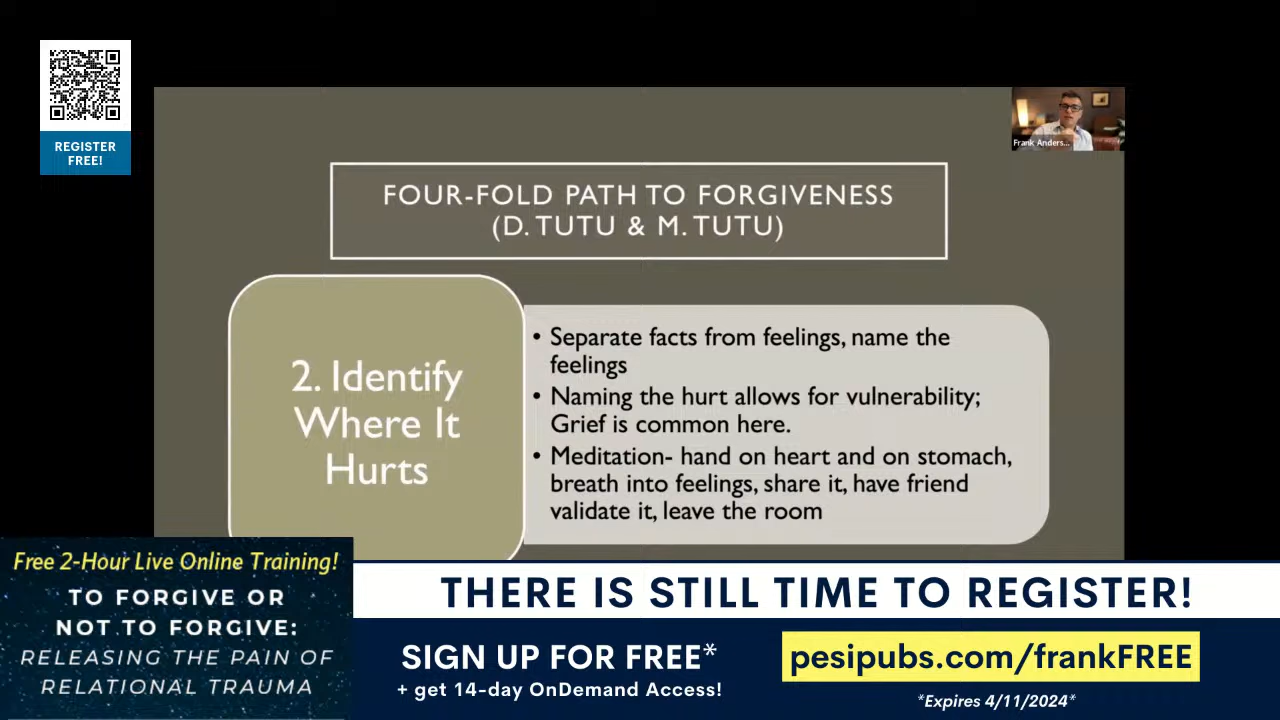 REGISTER
FREE!
Frank Anders...
FOUR-FOLD PATH TO FORGIVENESS
(D. TUTU & M. TUTU)
2. Identify
Where It
Hurts
• Separate facts from feelings, name the
feelings
• Naming the hurt allows for vulnerability;
Grief is common here.
• Meditation- hand on heart and on stomach,
breath into feelings, share it, have friend
validate it, leave the room
Free 2-Hour Live Online Training!
TO FORGIVE OR
NOT TO FORGIVE:
RELEASING THE PAIN OF
RELATIONAL TRAUMA
THERE IS STILL TIME TO REGISTER!
SIGN UP FOR FREE*
+ get 14-day OnDemand Access!
pesipubs.com/frankFREE
*Expires 4/11/2024*